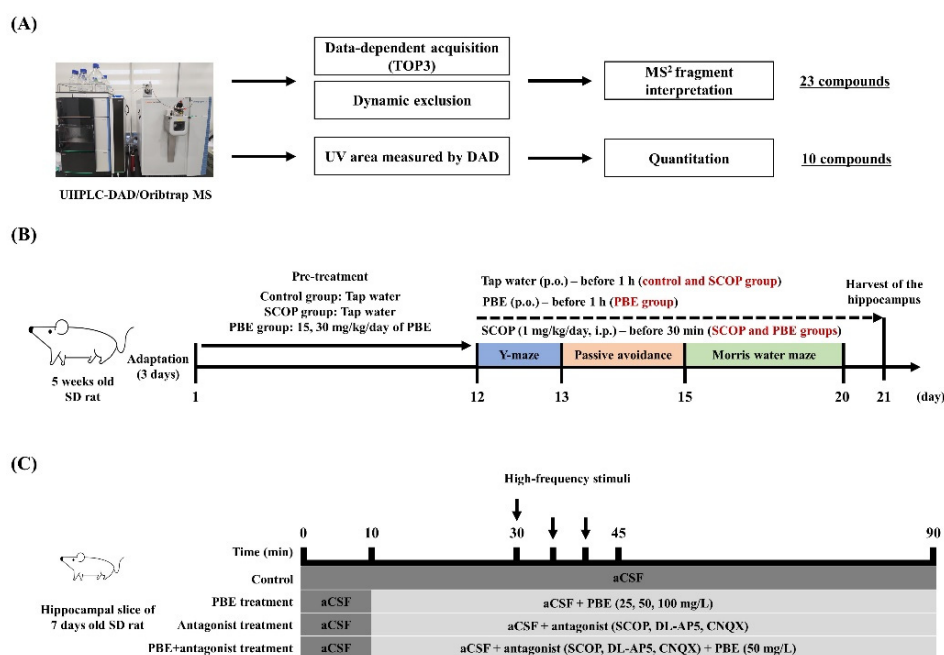 (A)
Data-dependent acquisition
(TOP3)
Dynamic exclusion
MS² fragment
interpretation
23 compounds
UV area measured by DAD
Quantitation
10 compounds
UHPLC-DAD/Oribtrap MS
(B)
Pre-treatment
Control group: Tap water
SCOP group: Tap water
PBE group: 15, 30 mg/kg/day of PBE
Tap water (p.o.) – before 1 h (control and SCOP group)
PBE (p.o.) – before 1 h (PBE group)
SCOP (1 mg/kg/day, i.p.) – before 30 min (SCOP and PBE groups)
Harvest of the
hippocampus
Adaptation
(3 days)
Y-maze
Passive avoidance
Morris water maze
5 weeks old
SD rat
1
12
13
15
20
21
(day)
(C)
High-frequency stimuli
Time (min)
0
10
30
45
90
Control
aCSF
Hippocampal slice of
7 days old SD rat
PBE treatment
aCSF
aCSF + PBE (25, 50, 100 mg/L)
Antagonist treatment
aCSF
aCSF + antagonist (SCOP, DL-AP5, CNQX)
PBE+antagonist treatment
aCSF
aCSF + antagonist (SCOP, DL-AP5, CNQX) + PBE (50 mg/L)